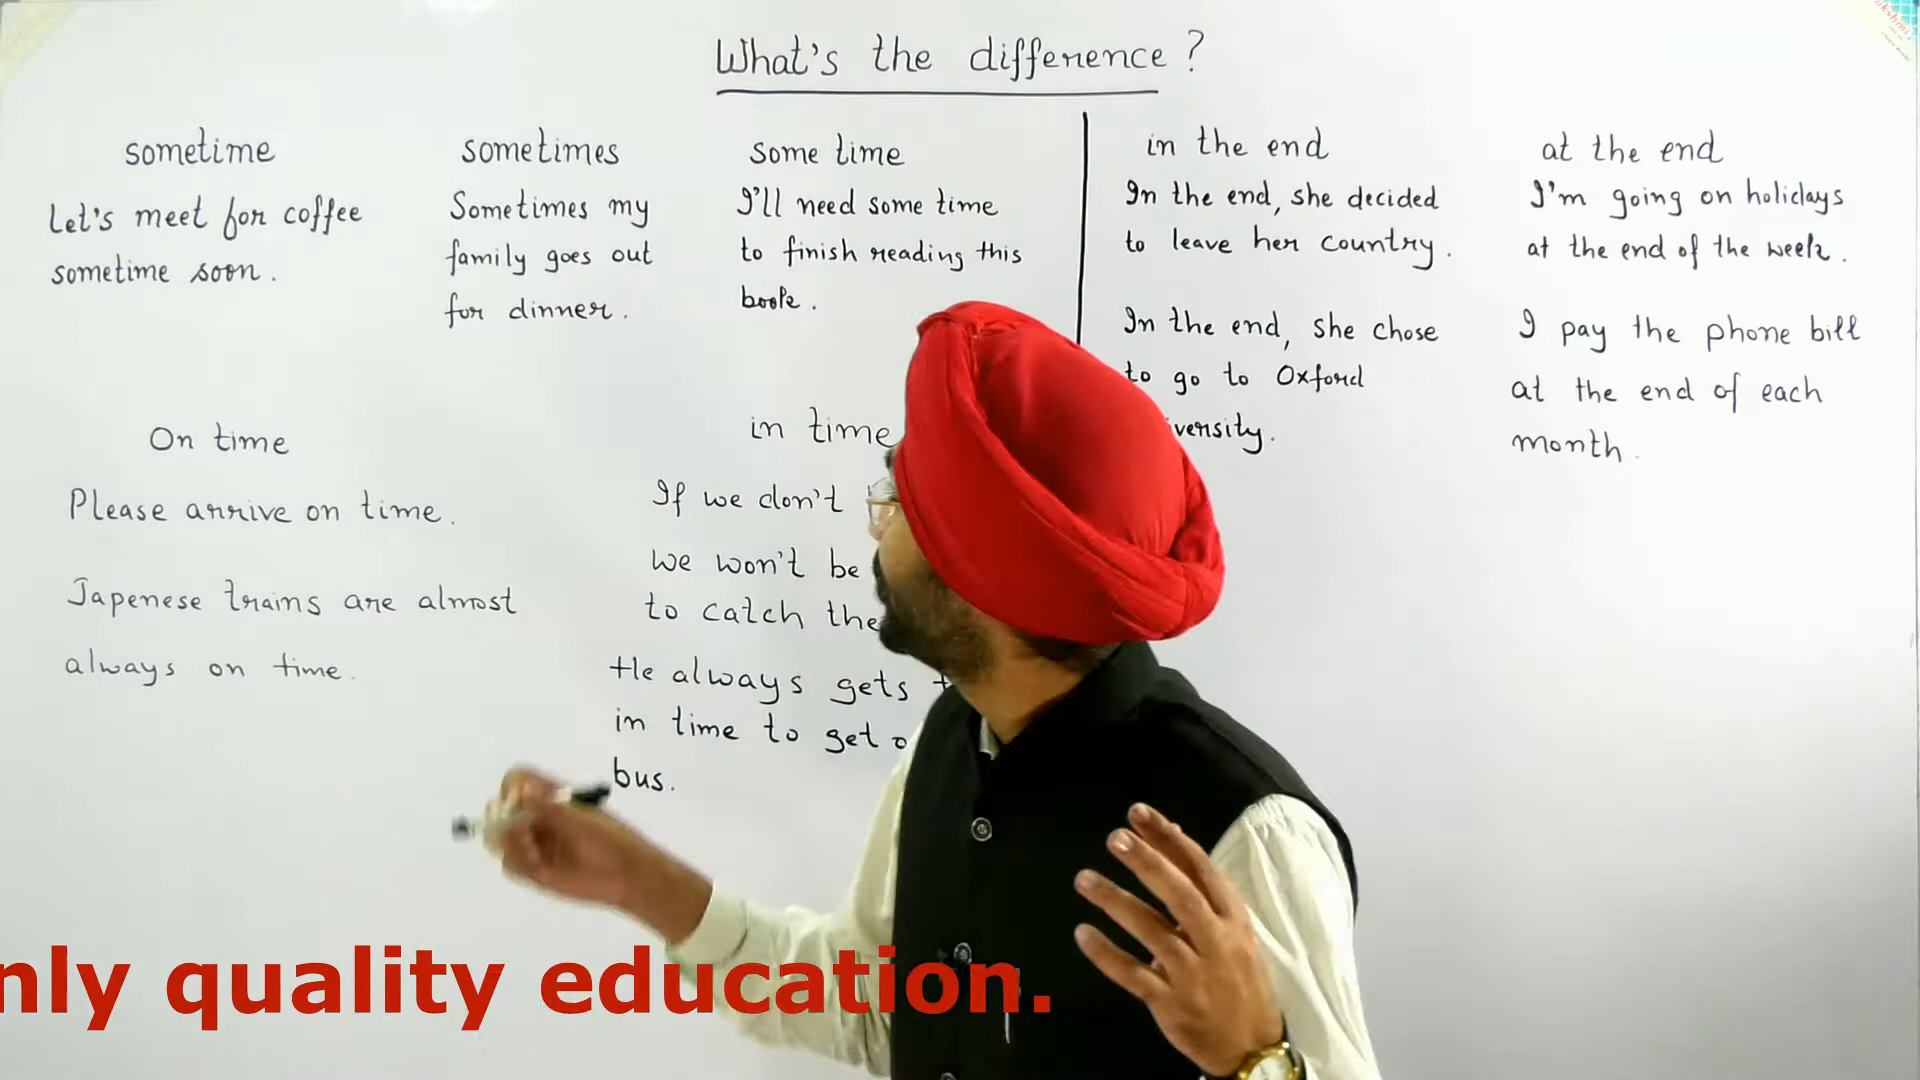 What's the difference?
sometime
Let's meet for coffee
sometime soon.
sometimes
Sometimes my
family goes out
for dinner.
some time
I'll need some time
to finish reading this
book.
in the end
In the end, she decided
to leave her country.
In the end, she chose
to go to Oxford
versity.
at the end
I'm going on holidays
at the end of the week.
I pay the phone bill
at the end of each
month.
On time
Please arrive on time.
Japenese trains are almost
always on time.
in time
If we don't
we won't be
to catch the
He always gets
in time to get
bus.
nly quality education.